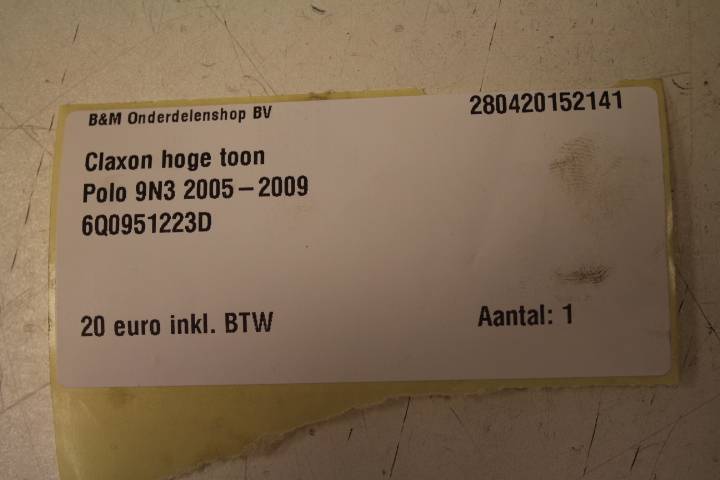 B&M Onderdelenshop BV 280420152141
Claxon hoge toon
Polo 9N3 2005 – 2009
6Q0951223D
20 euro inkl. BTW Aantal: 1